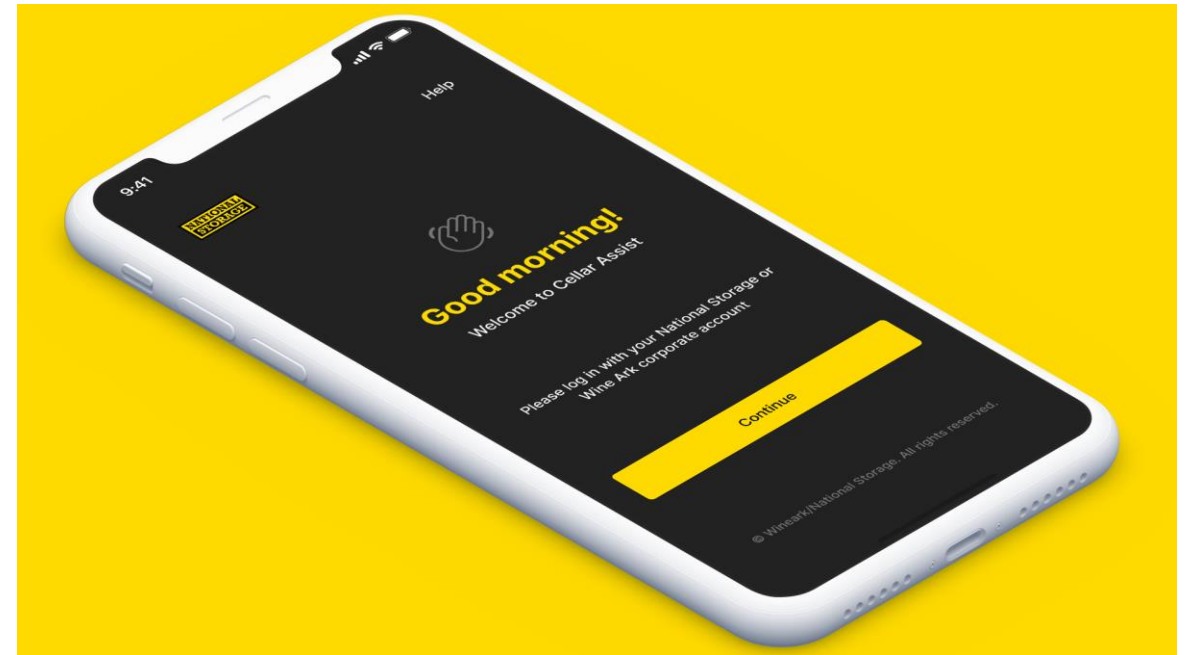 9:41
Help
NATIONAL
STORAGE
Good morning!
Welcome to Cellar Assist
Please log in with your National Storage or
Wine Ark corporate account
Continue
© Wineark/National Storage. All rights reserved.